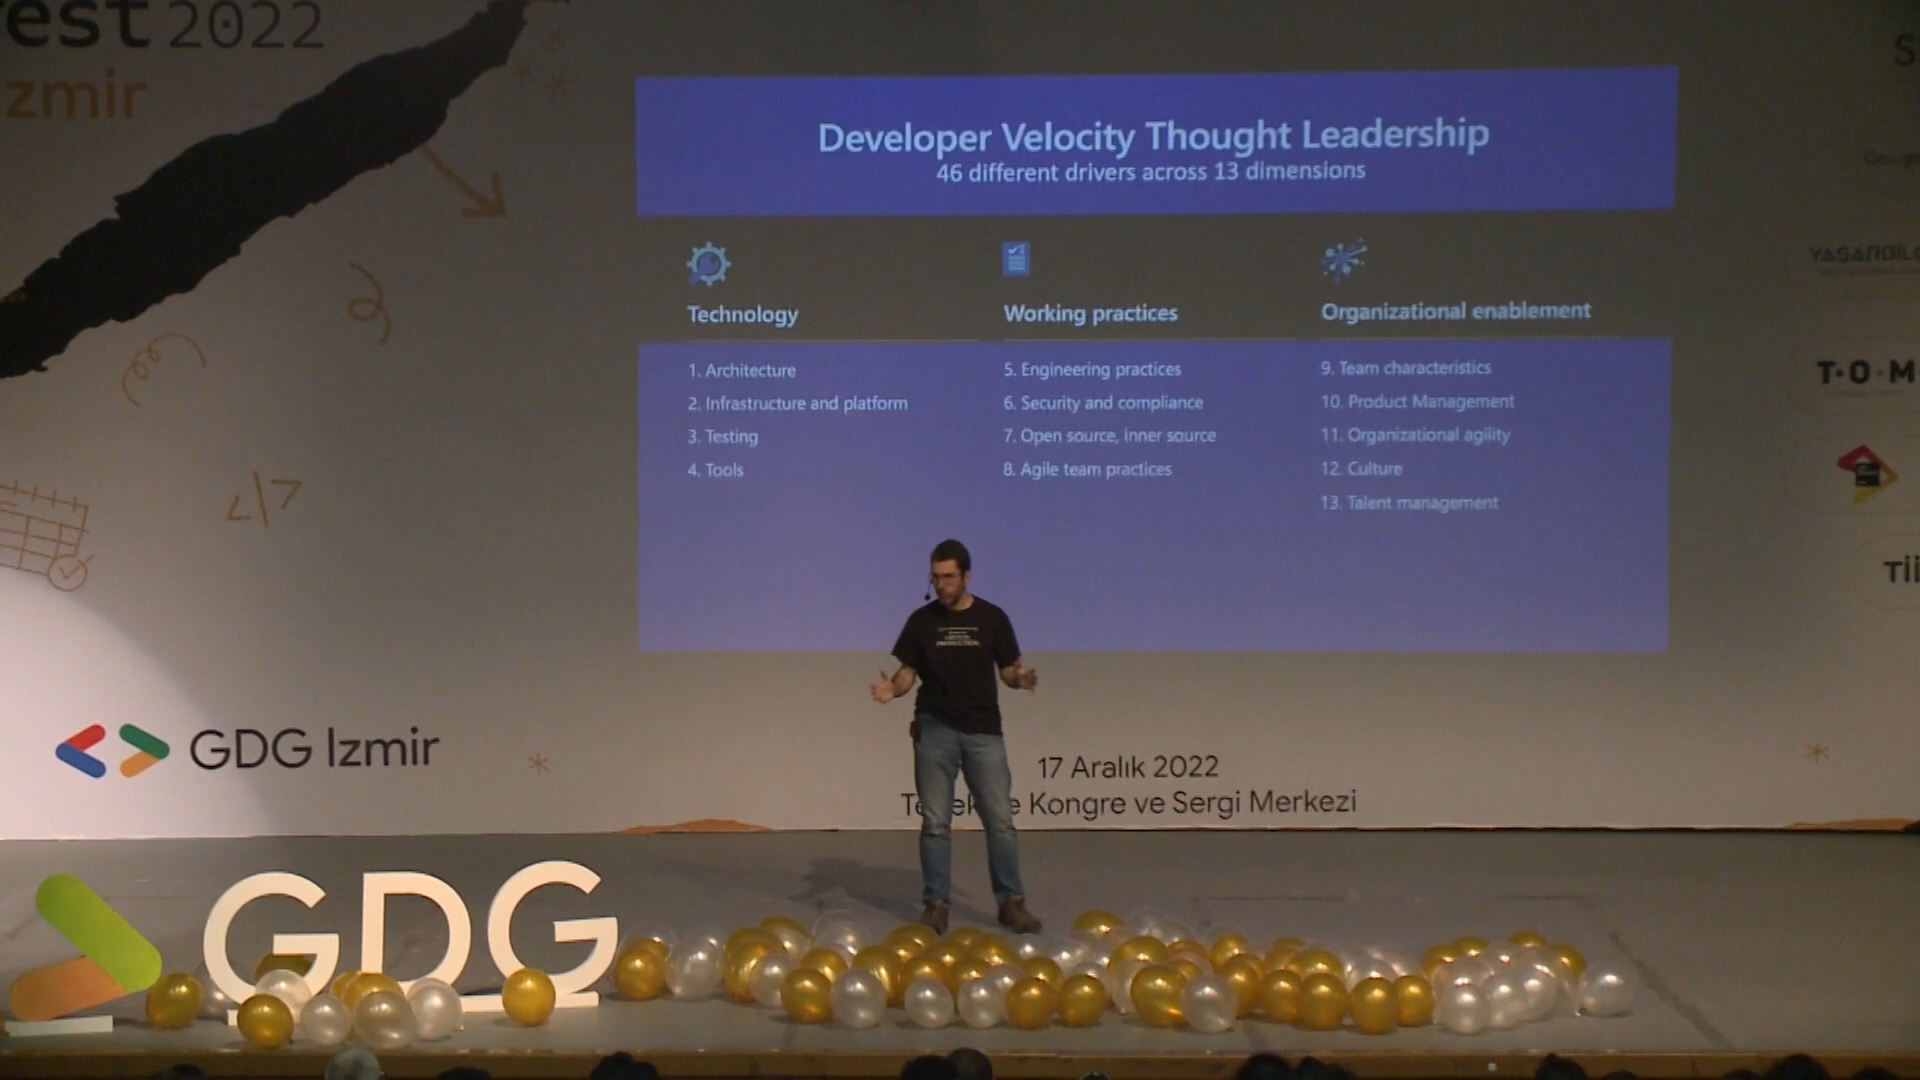 est 2022
zmir
Developer Velocity Thought Leadership
46 different drivers across 13 dimensions
Technology
1. Architecture
2. Infrastructure and platform
3. Testing
4. Tools
Working practices
5. Engineering practices
6. Security and compliance
7. Open source, inner source
8. Agile team practices
Organizational enablement
9. Team characteristics
10. Product Management
11. Organizational agility
12. Culture
13. Talent management
YAŞARBİLG
T·O·M
Tii
</>
GDG Izmir
17 Aralık 2022
Kongre ve Sergi Merkezi
GDG